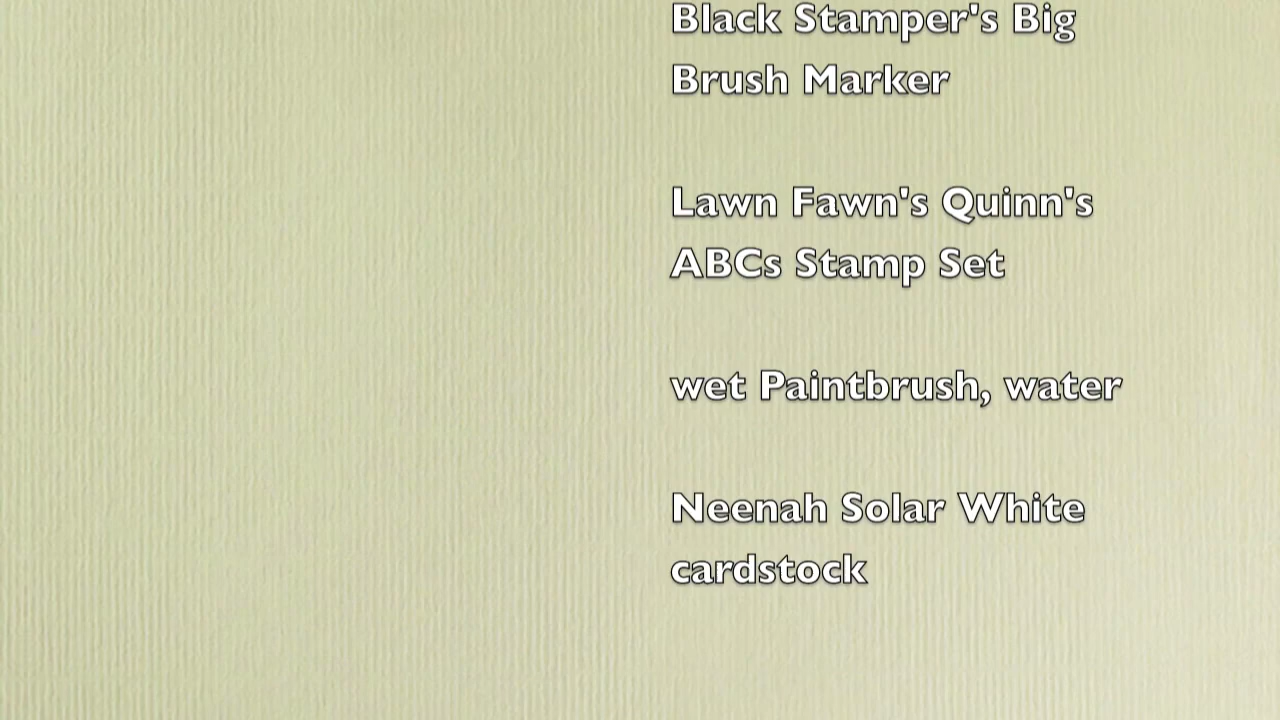 Black Stamper's Big
Brush Marker
Lawn Fawn's Quinn's
ABCs Stamp Set
wet Paintbrush, water
Neenah Solar White
cardstock